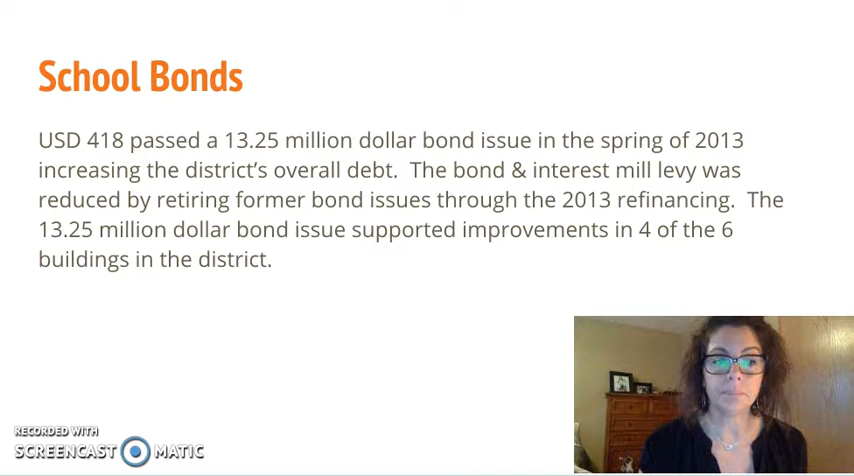 School Bonds
USD 418 passed a 13.25 million dollar bond issue in the spring of 2013
increasing the district’s overall debt.  The bond & interest mill levy was
reduced by retiring former bond issues through the 2013 refinancing.  The
13.25 million dollar bond issue supported improvements in 4 of the 6
buildings in the district.
RECORDED WITH
SCREENCAST MATIC